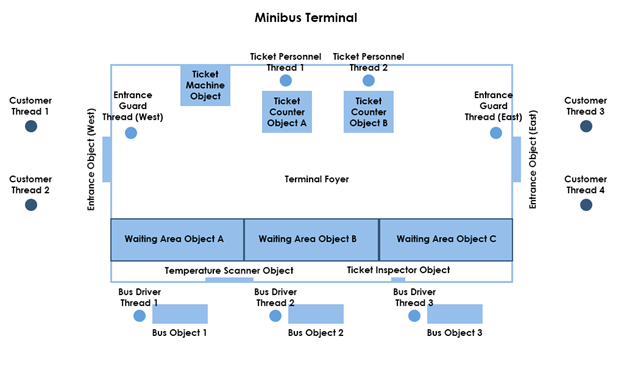 Minibus Terminal
Ticket Personnel
Thread 1
Ticket Personnel
Thread 2
Ticket
Machine
Object
Entrance
Guard
Thread (West)
Ticket
Counter
Object A
Ticket
Counter
Object B
Entrance
Guard
Thread (East)
Customer
Thread 1
Customer
Thread 3
Entrance Object (West)
Entrance Object (East)
Customer
Thread 2
Terminal Foyer
Customer
Thread 4
Waiting Area Object A
Waiting Area Object B
Waiting Area Object C
Temperature Scanner Object
Ticket Inspector Object
Bus Driver
Thread 1
Bus Driver
Thread 2
Bus Driver
Thread 3
Bus Object 1
Bus Object 2
Bus Object 3